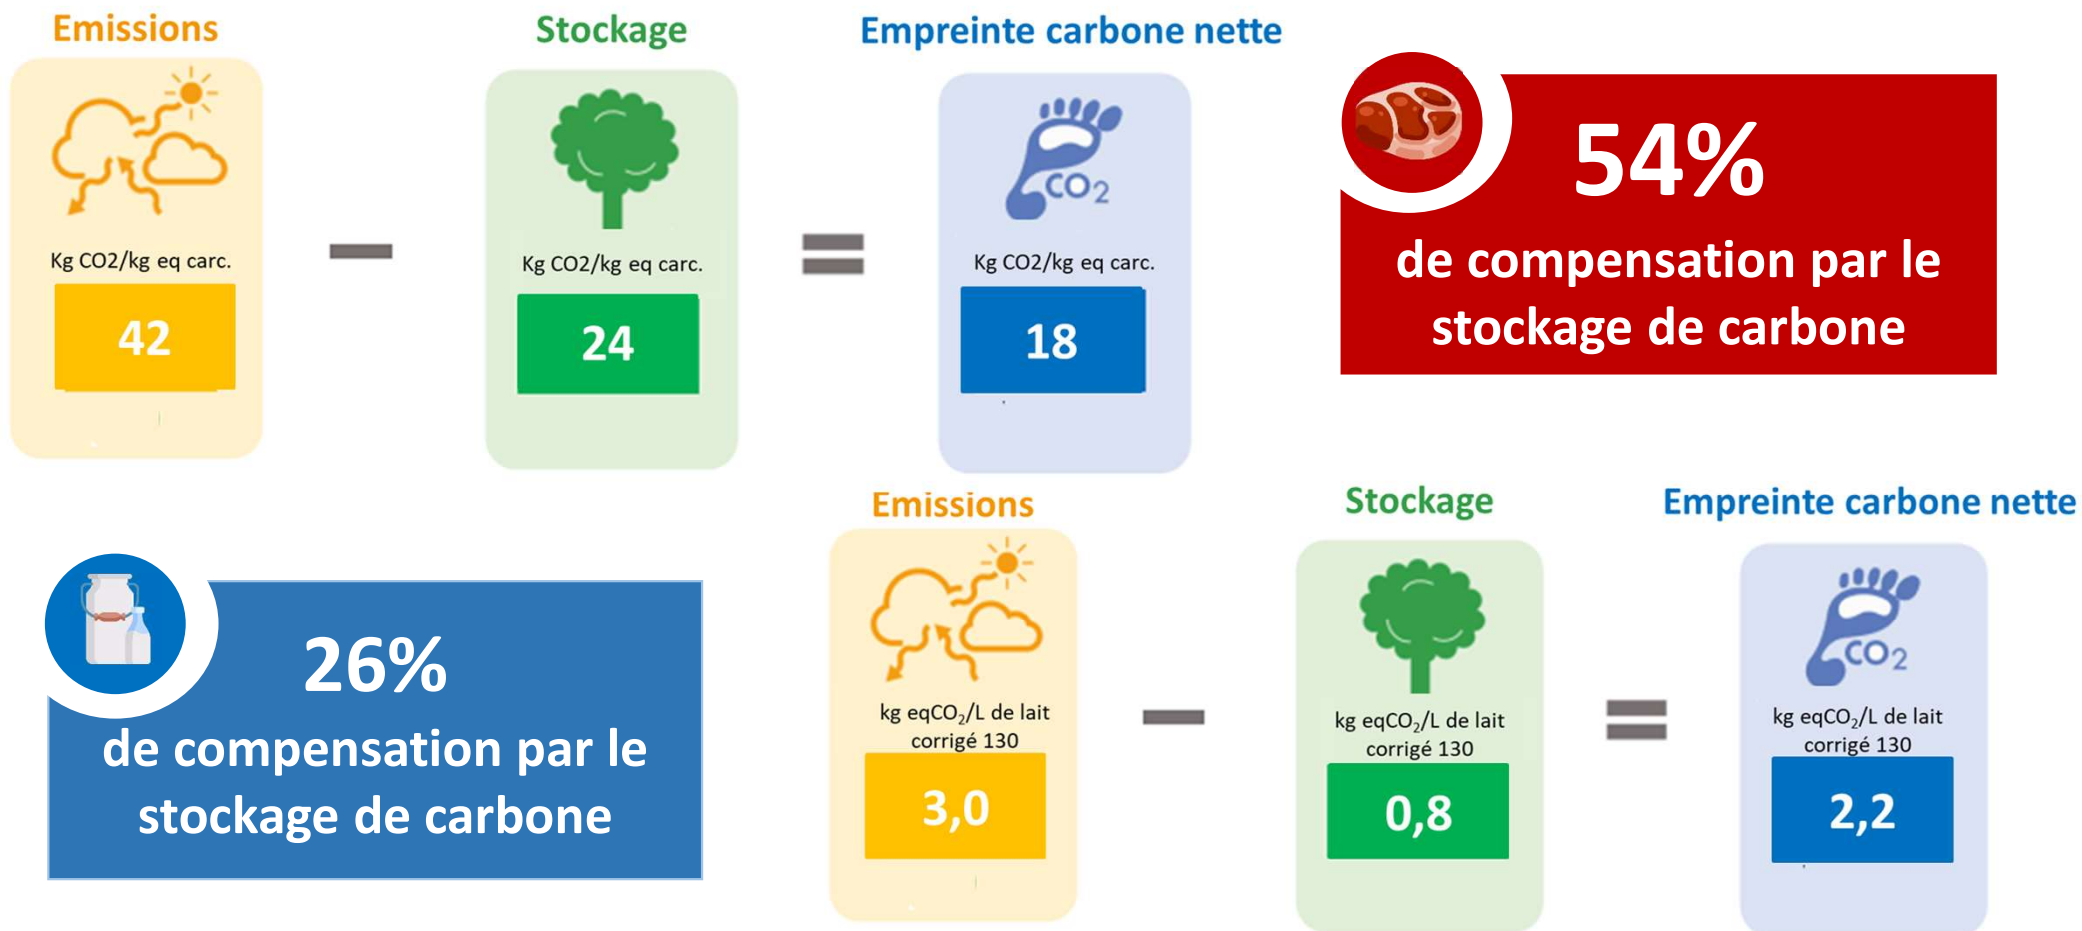 Emissions
Stockage
Empreinte carbone nette
CO2
Kg CO2/kg eq carc.
Kg CO2/kg eq carc.
Kg CO2/kg eq carc.
42
24
18
54%
de compensation par le
stockage de carbone
Emissions
Stockage
Empreinte carbone nette
26%
de compensation par le
stockage de carbone
CO2
kg eqCO₂/L de lait
corrigé 130
kg eqCO₂/L de lait
corrigé 130
kg eqCO₂/L de lait
corrigé 130
3,0
0,8
2,2